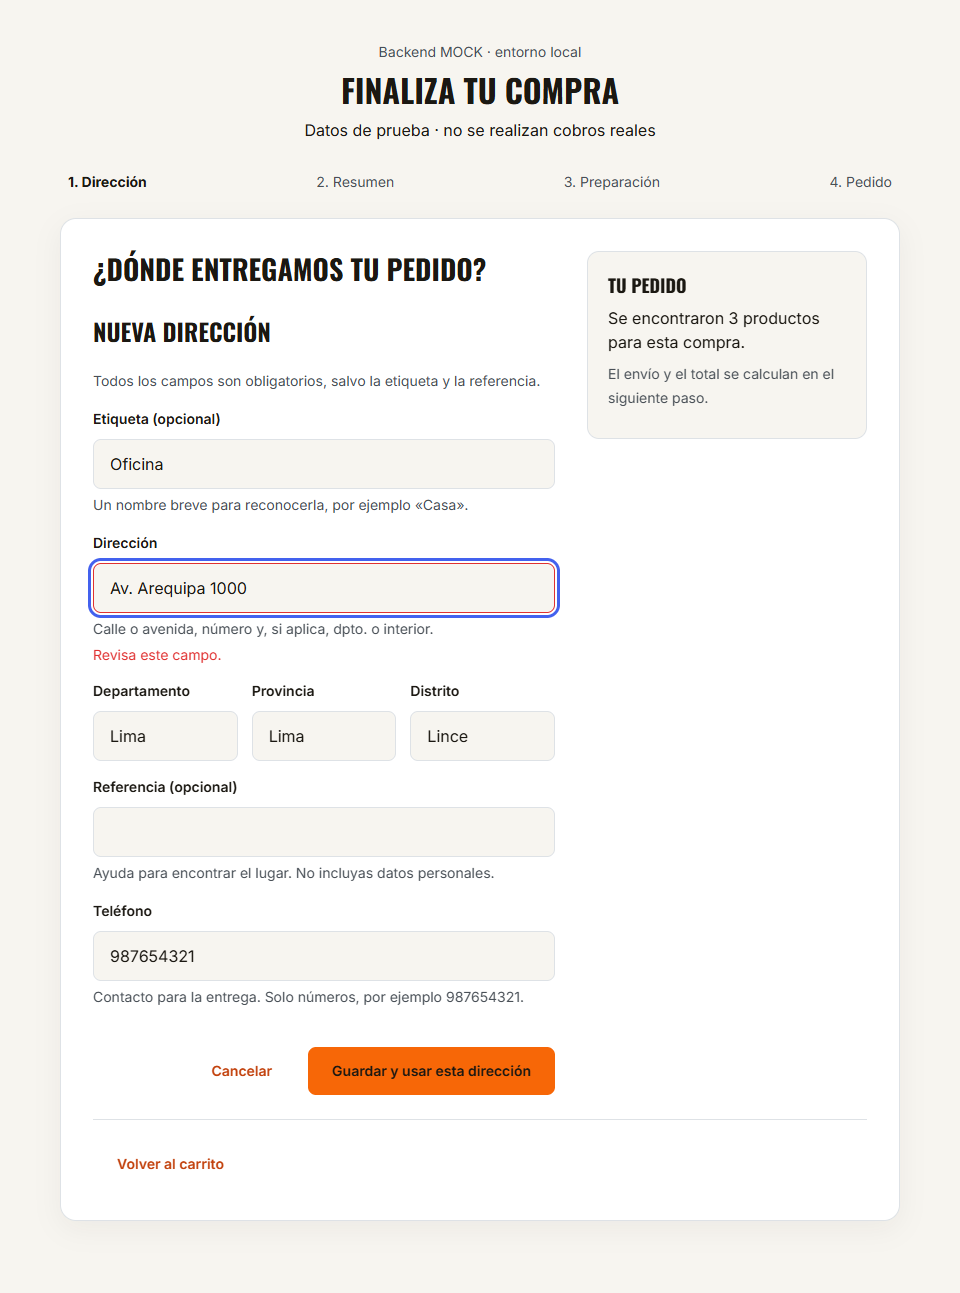 Backend MOCK · entorno local
FINALIZA TU COMPRA
Datos de prueba · no se realizan cobros reales
1. Dirección
2. Resumen
3. Preparación
4. Pedido
¿DÓNDE ENTREGAMOS TU PEDIDO?
NUEVA DIRECCIÓN
Todos los campos son obligatorios, salvo la etiqueta y la referencia.
Etiqueta (opcional)
Oficina
Un nombre breve para reconocerla, por ejemplo «Casa».
Dirección
Av. Arequipa 1000
Calle o avenida, número y, si aplica, dpto. o interior.
Revisa este campo.
Departamento
Provincia
Distrito
Lima
Lima
Lince
Referencia (opcional)
Ayuda para encontrar el lugar. No incluyas datos personales.
Teléfono
987654321
Contacto para la entrega. Solo números, por ejemplo 987654321.
Cancelar
Guardar y usar esta dirección
TU PEDIDO
Se encontraron 3 productos
para esta compra.
El envío y el total se calculan en el
siguiente paso.
Volver al carrito